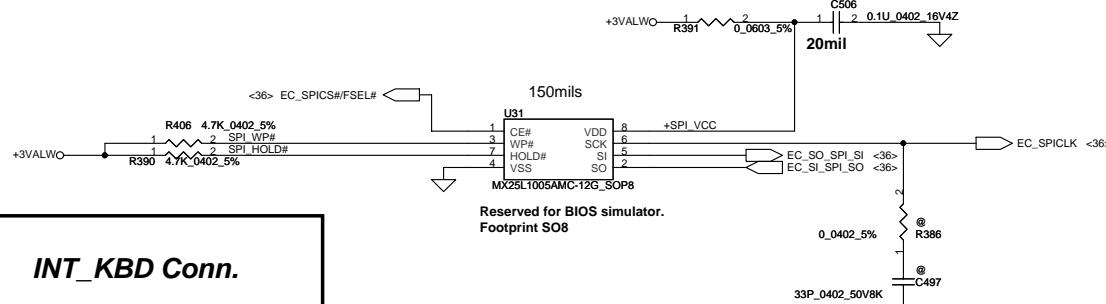 C506
+3VALW
1
2
R391
0_0603_5%
1
2
0.1U_0402_16V4Z
20mil
<36> EC_SPICS#/FSEL#
150mils
U31
R406 4.7K_0402_5%
1
2
SPI_WP#
1
2
SPI_HOLD#
+3VALW
R390
4.7K_0402_5%
1
3
7
4
CE#
WP#
HOLD#
VSS
VDD
SCK
SI
SO
8
6
5
2
+SPI_VCC
EC_SPICLK <36>
EC_SO_SPI_SI <36>
EC_SI_SPI_SO <36>
MX25L1005AMC-12G_SOP8
Reserved for BIOS simulator.
Footprint SO8
2
0_0402_5%
@
R386
1
@
C497
33P_0402_50V8K
INT_KBD Conn.